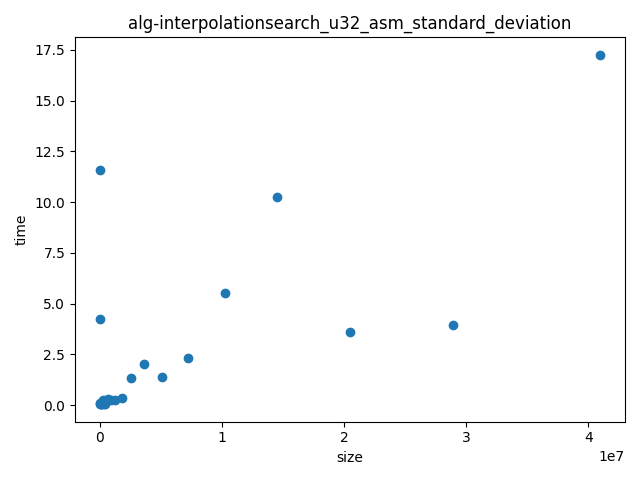 alg-interpolationsearch_u32_asm_standard_deviation
17.5
15.0
12.5
10.0
7.5
5.0
2.5
0.0
time
0 1 2 3 4
1e7
size